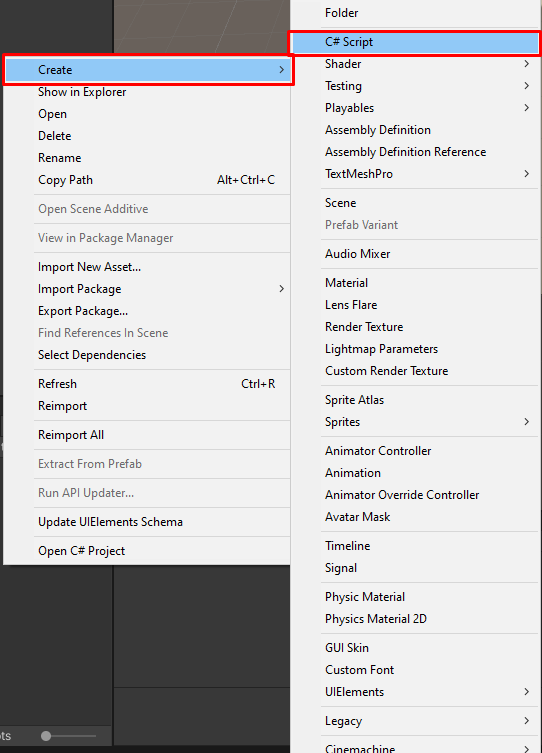 Create
Show in Explorer
Open
Delete
Rename
Copy Path Alt+Ctrl+C
Open Scene Additive
View in Package Manager
Import New Asset...
Import Package
Export Package...
Find References In Scene
Select Dependencies
Refresh Ctrl+R
Reimport
Reimport All
Extract From Prefab
Run API Updater...
Update UIElements Schema
Open C# Project
Folder
C# Script
Shader
Testing
Playables
Assembly Definition
Assembly Definition Reference
TextMeshPro
Scene
Prefab Variant
Audio Mixer
Material
Lens Flare
Render Texture
Lightmap Parameters
Custom Render Texture
Sprite Atlas
Sprites
Animator Controller
Animation
Animator Override Controller
Avatar Mask
Timeline
Signal
Physic Material
Physics Material 2D
GUI Skin
Custom Font
UIElements
Legacy
Cinemachine